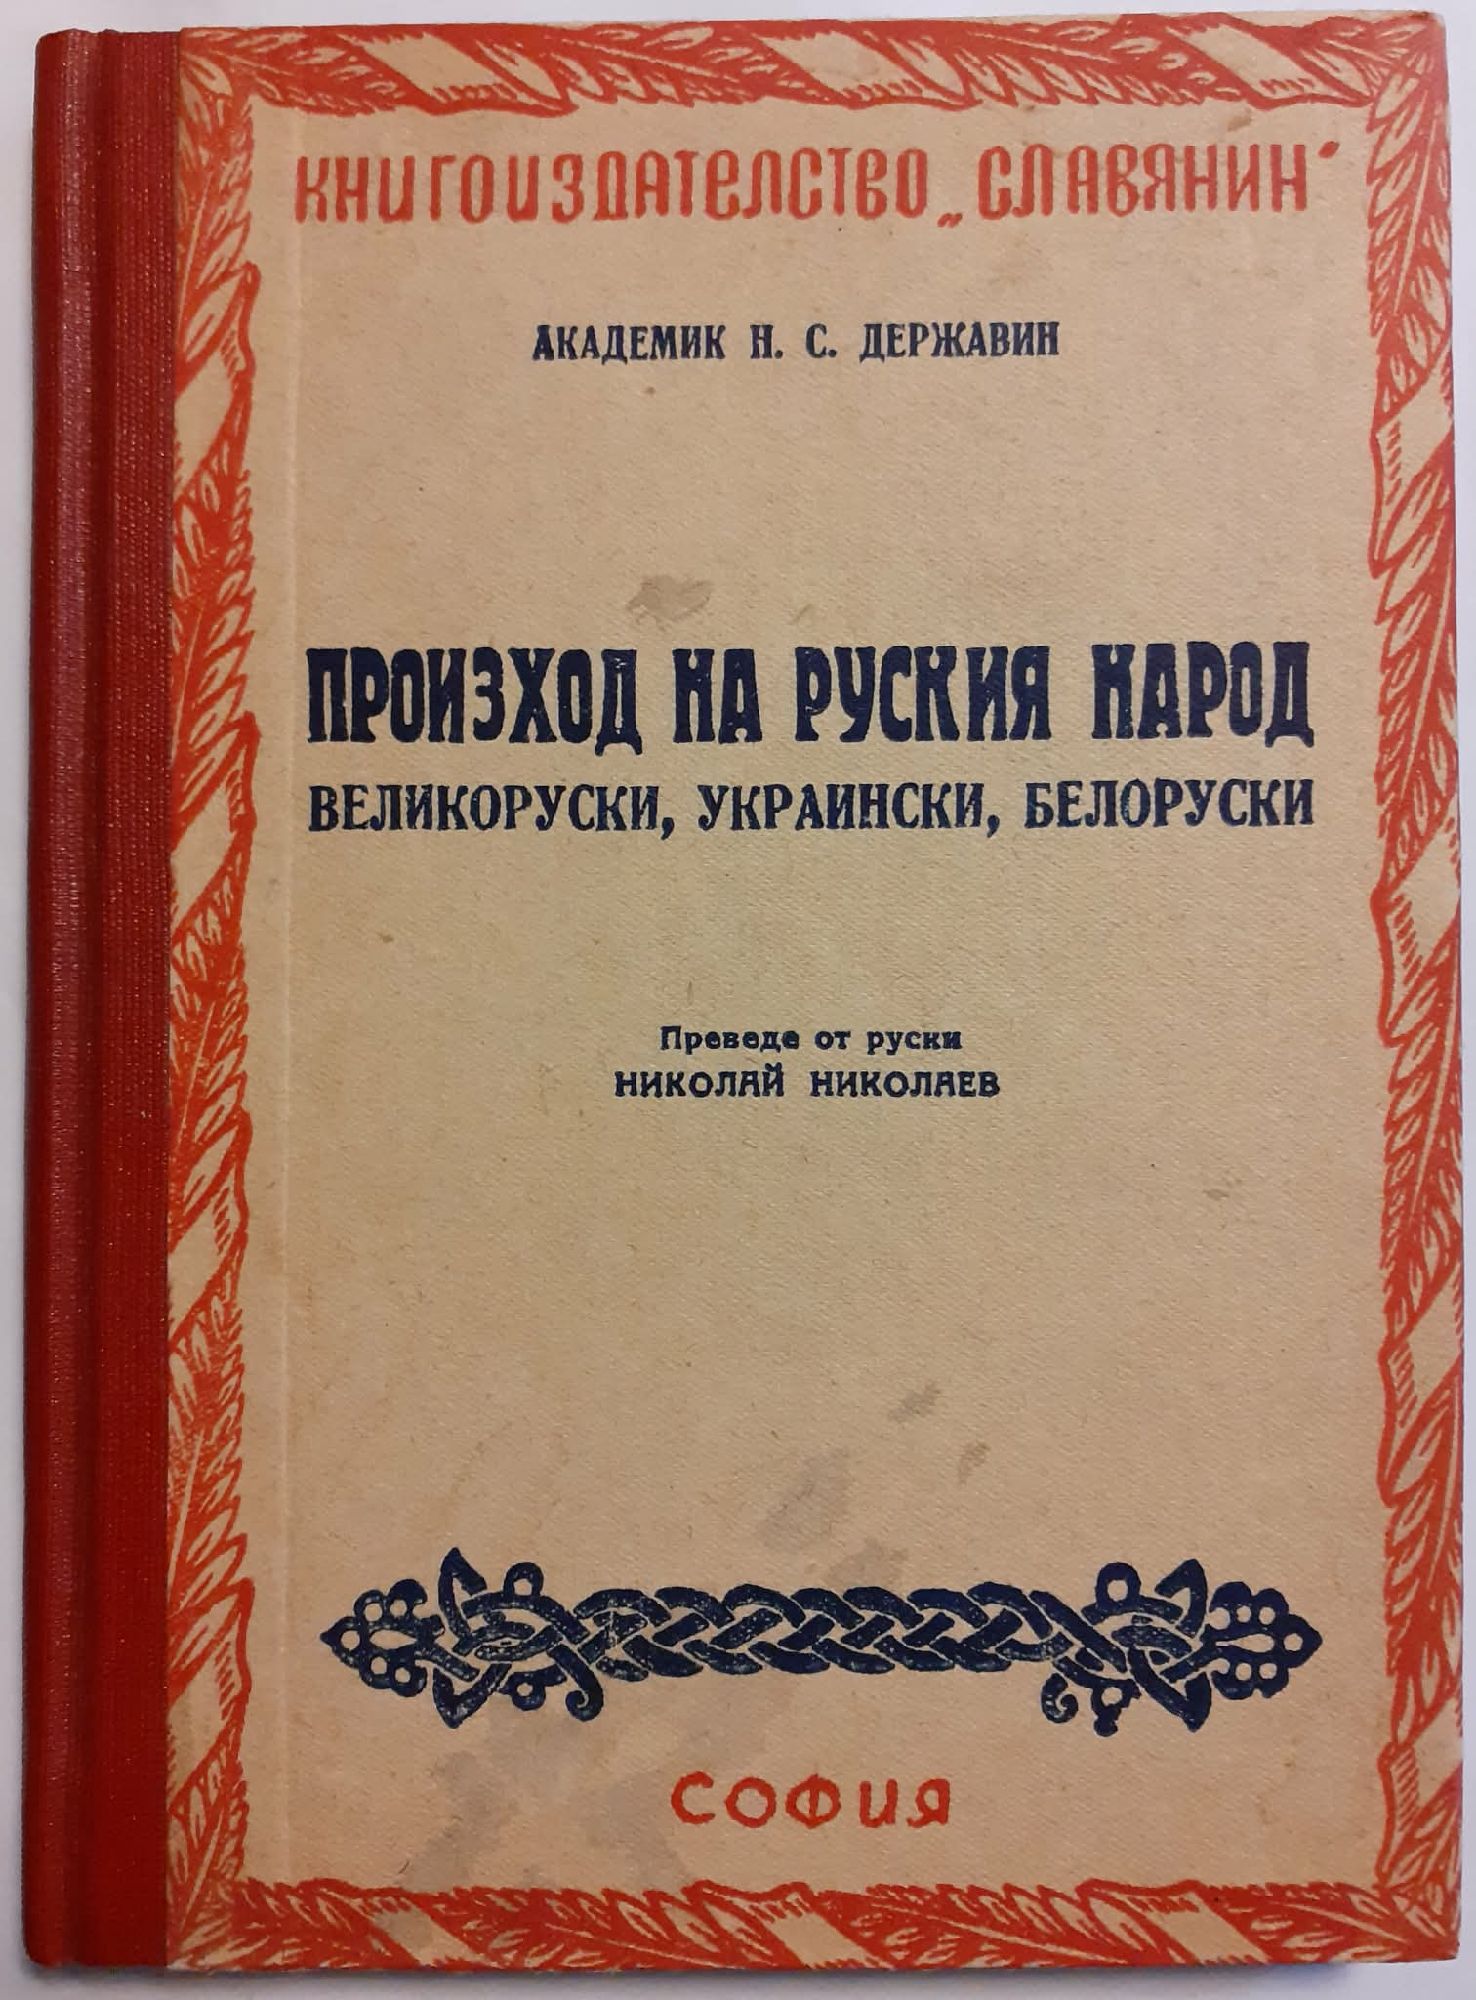 КНИГОИЗДАТЕЛСТВО „СЛАВЯНИН“
АКАДЕМИК Н. С. ДЕРЖАВИН
ПРОИЗХОД НА РУСКИЯ НАРОД
ВЕЛИКОРУСКИ, УКРАИНСКИ, БЕЛОРУСКИ
Преведе от руски
НИКОЛАЙ НИКОЛАЕВ
СОФИЯ